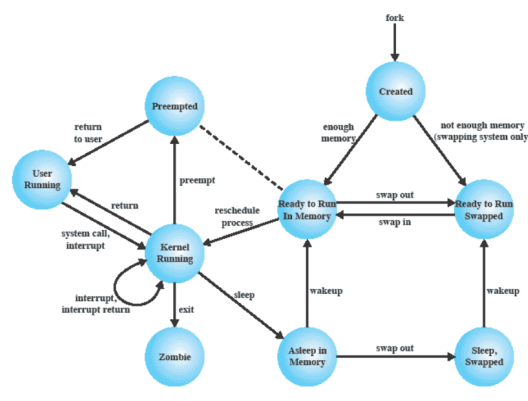 fork
Preempted
Created
return
to user
enough
memory
not enough memory
(swapping system only
User
Running
preempt
return
swap out
Ready to Run
In Memory
Ready to Run
Swapped
reschedule
process
swap in
system call,
interrupt
Kernel
Running
interrupt,
interrupt return
sleep
wakeup
wakeup
exit
Zombie
Asleep in
Memory
swap out
Sleep,
Swapped